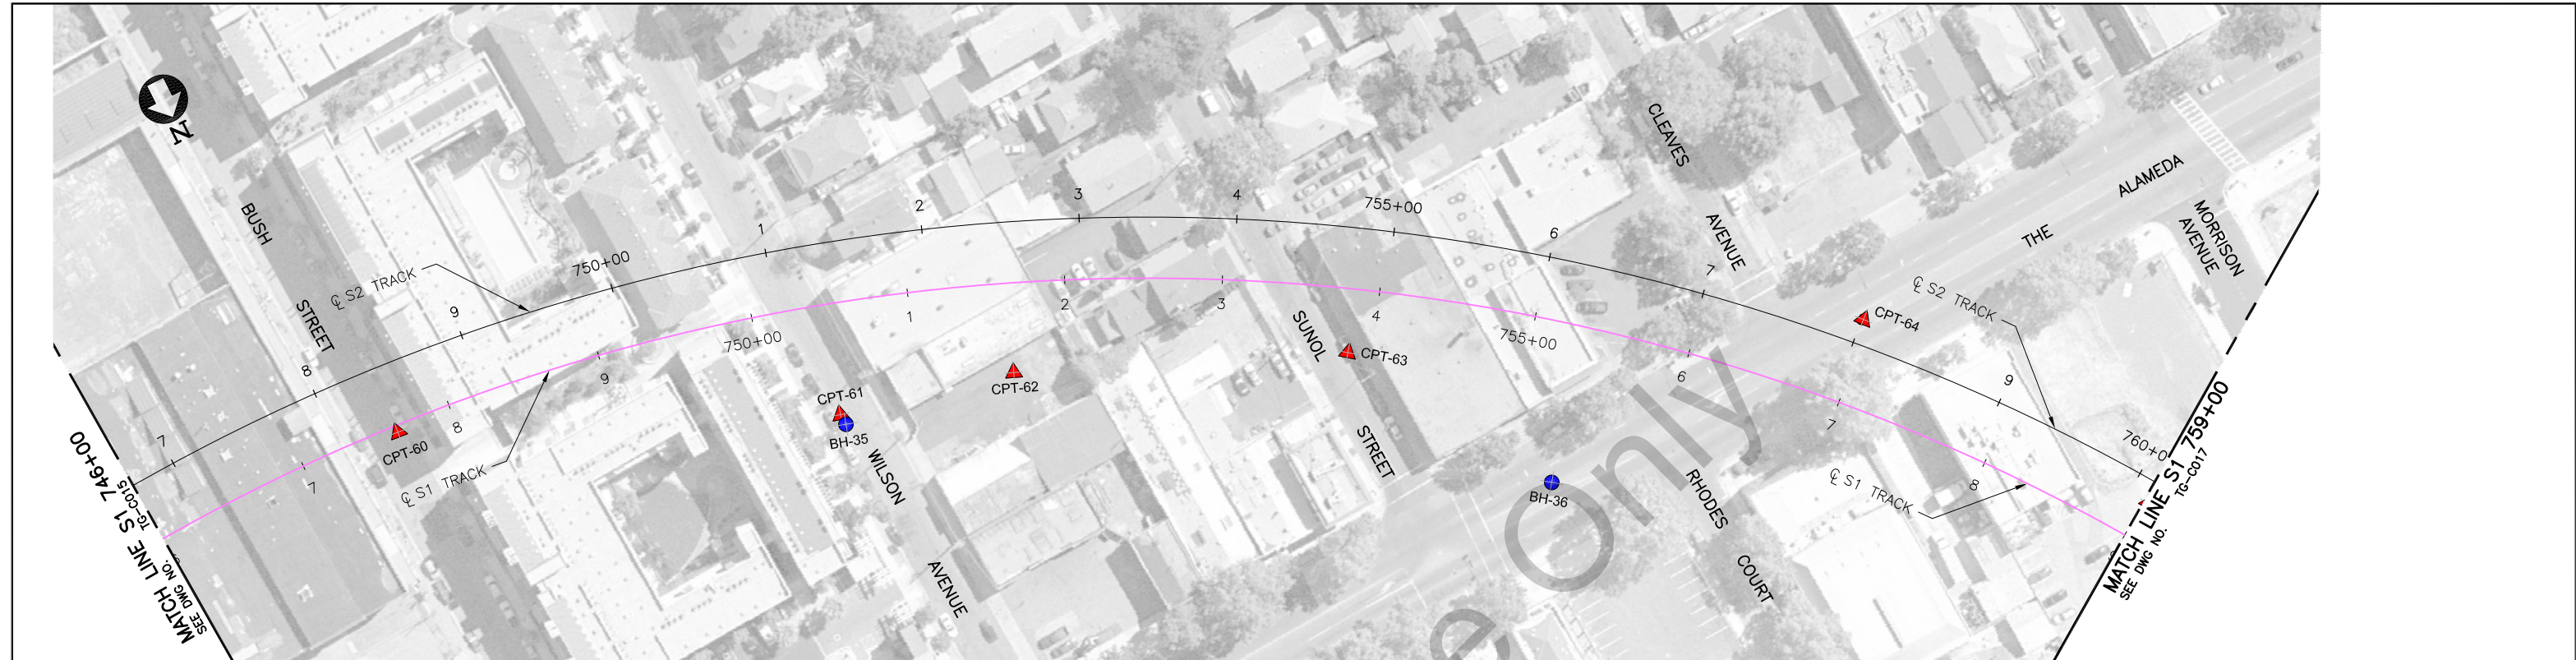 N
BUSH
STREET
℄ S2 TRACK
℄ S1 TRACK
7
8
9
750+00
1
2
3
4
755+00
6
7
9
760+0
7
8
9
750+00
1
2
3
4
755+00
6
7
8
CPT-60
CPT-61
BH-35
CPT-62
CPT-63
BH-36
CPT-64
WILSON
AVENUE
SUNOL
STREET
CLEAVES
AVENUE
RHODES
COURT
THE
ALAMEDA
MORRISON
AVENUE
℄ S2 TRACK
℄ S1 TRACK
MATCH LINE S1 746+00
SEE DWG NO. TG-C015
MATCH LINE S1 759+00
SEE DWG NO. TG-C017
e Only